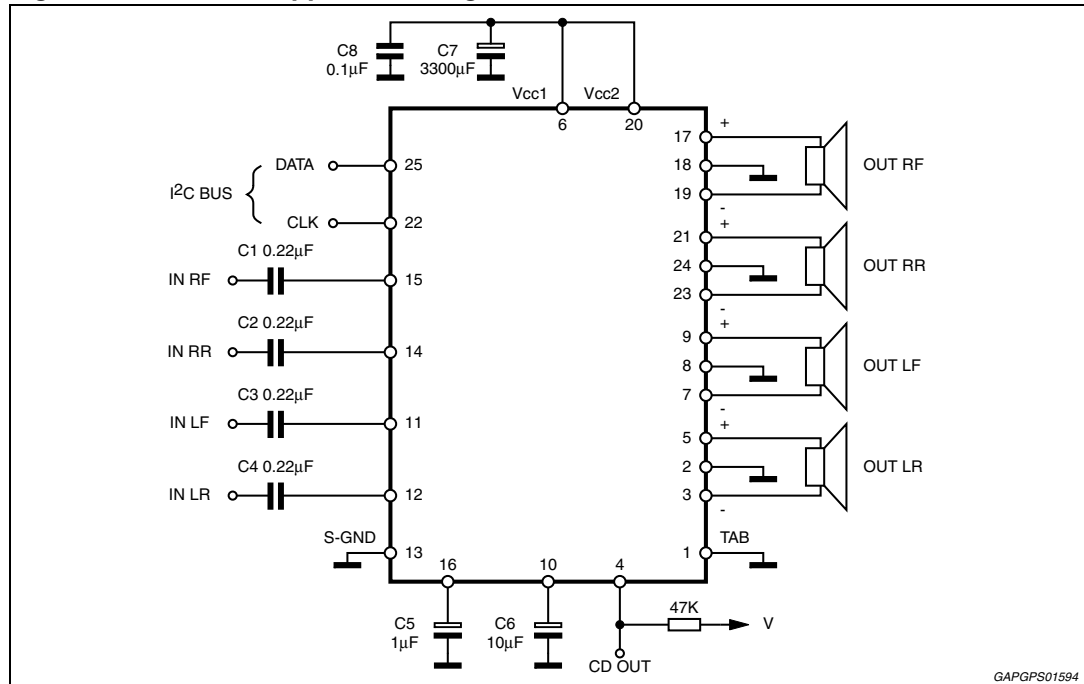 C8
0.1µF
C7
3300µF
Vcc1
Vcc2
6
20
I2C BUS
DATA
25
CLK
22
C1 0.22µF
IN RF
15
C2 0.22µF
IN RR
14
C3 0.22µF
IN LF
11
C4 0.22µF
IN LR
12
S-GND
13
17
+
18
19
-
OUT RF
21
+
24
23
-
OUT RR
9
+
8
7
-
OUT LF
5
+
2
3
-
OUT LR
1
TAB
16
10
4
C5
1µF
C6
10µF
47K
V
CD OUT
GAPGPS01594